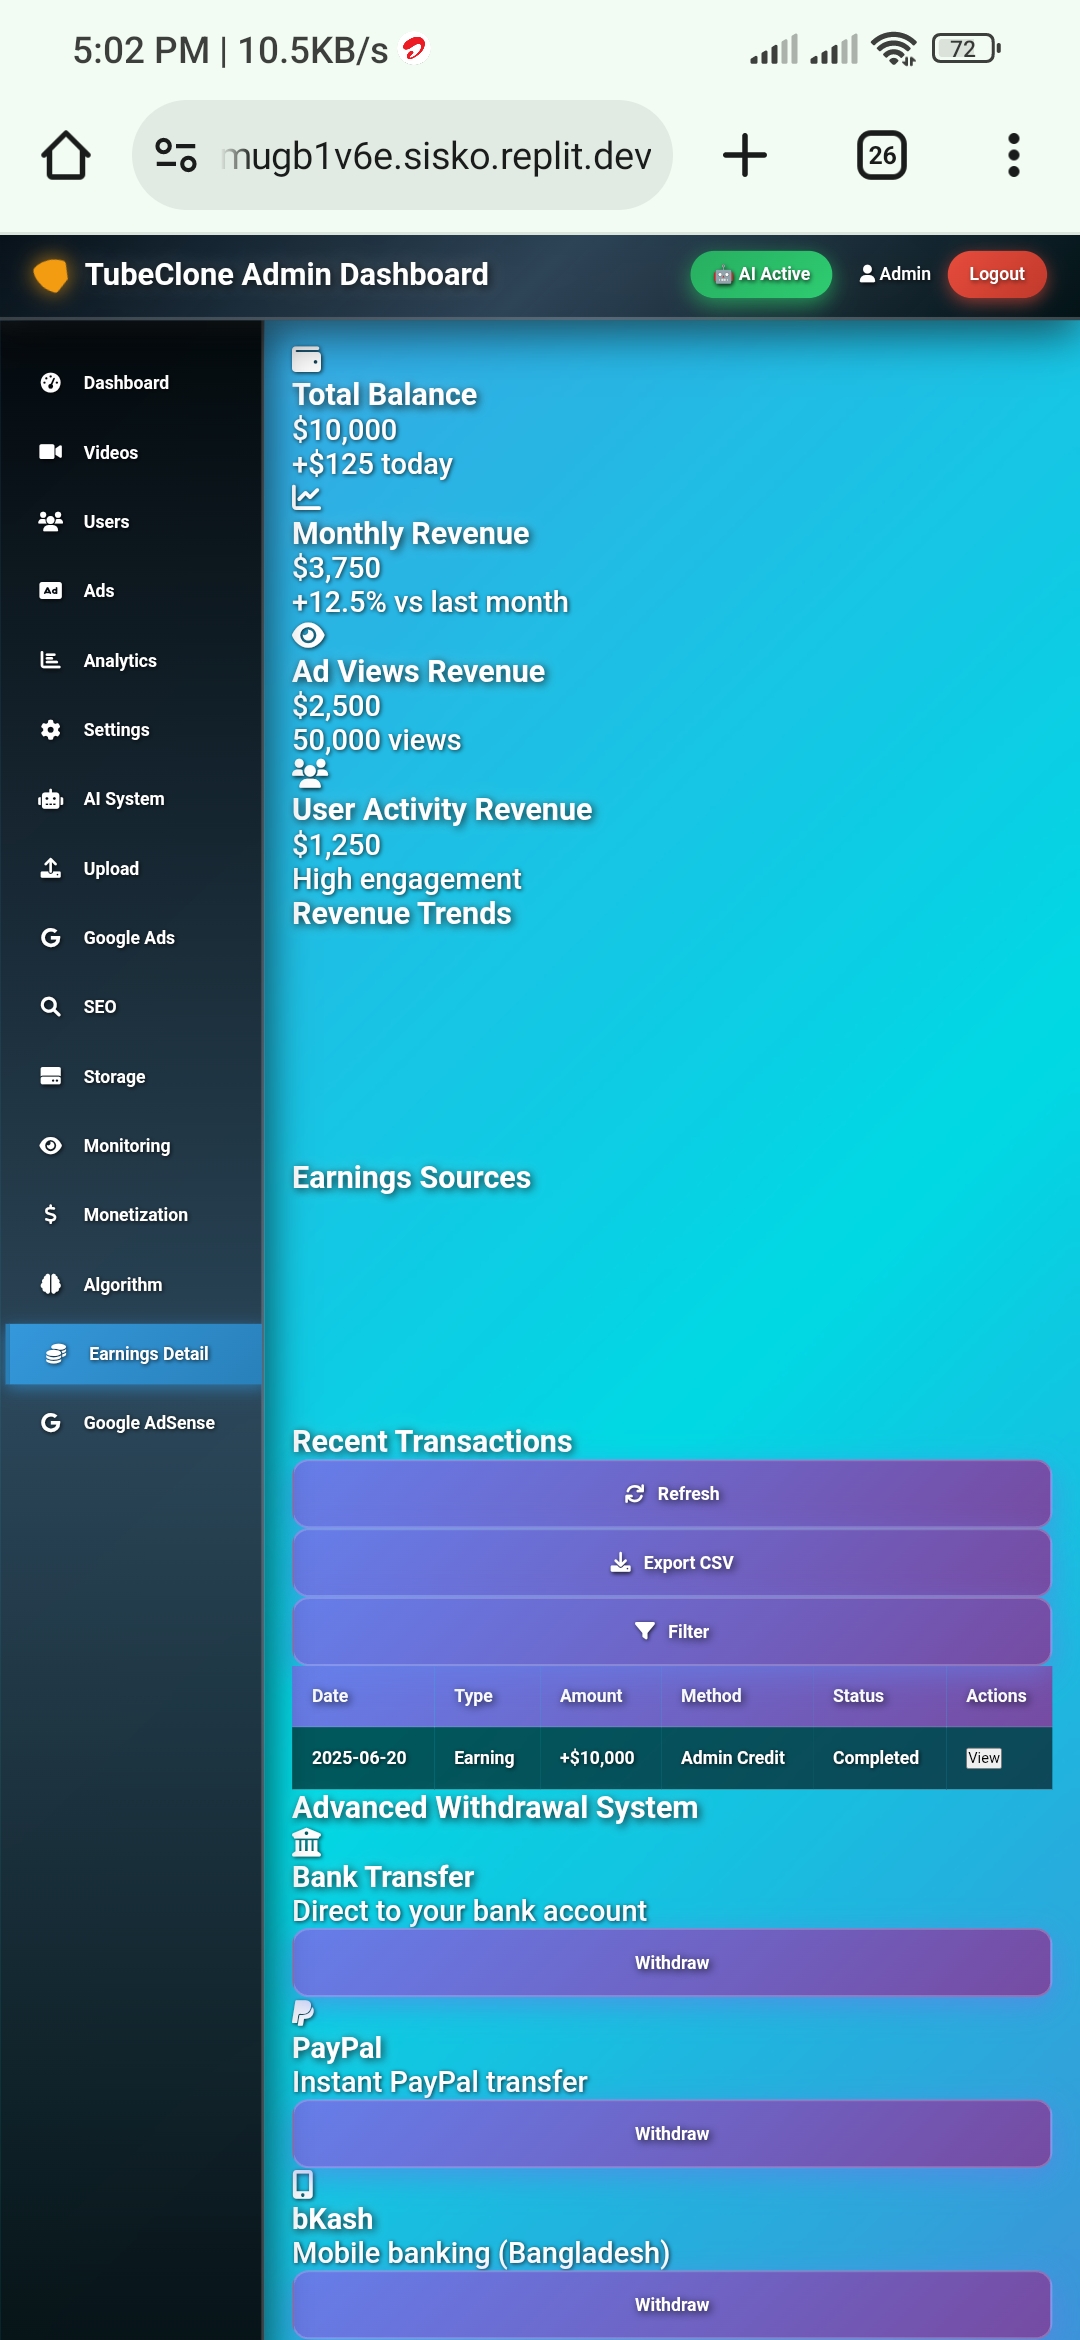 5:02 PM | 10.5KB/s
72
mugb1v6e.sisko.replit.dev
26
TubeClone Admin Dashboard
AI Active
Admin
Logout
Dashboard
Videos
Users
Ad
Ads
Analytics
Settings
AI System
Upload
Google Ads
SEO
Storage
Monitoring
$
Monetization
Algorithm
Earnings Detail
Google AdSense
Total Balance
$10,000
+$125 today
Monthly Revenue
$3,750
+12.5% vs last month
Ad Views Revenue
$2,500
50,000 views
User Activity Revenue
$1,250
High engagement
Revenue Trends
Earnings Sources
Recent Transactions
Refresh
Export CSV
Filter
Date Type Amount Method Status Actions
2025-06-20 Earning +$10,000 Admin Credit Completed View
Advanced Withdrawal System
Bank Transfer
Direct to your bank account
Withdraw
PayPal
Instant PayPal transfer
Withdraw
bKash
Mobile banking (Bangladesh)
Withdraw